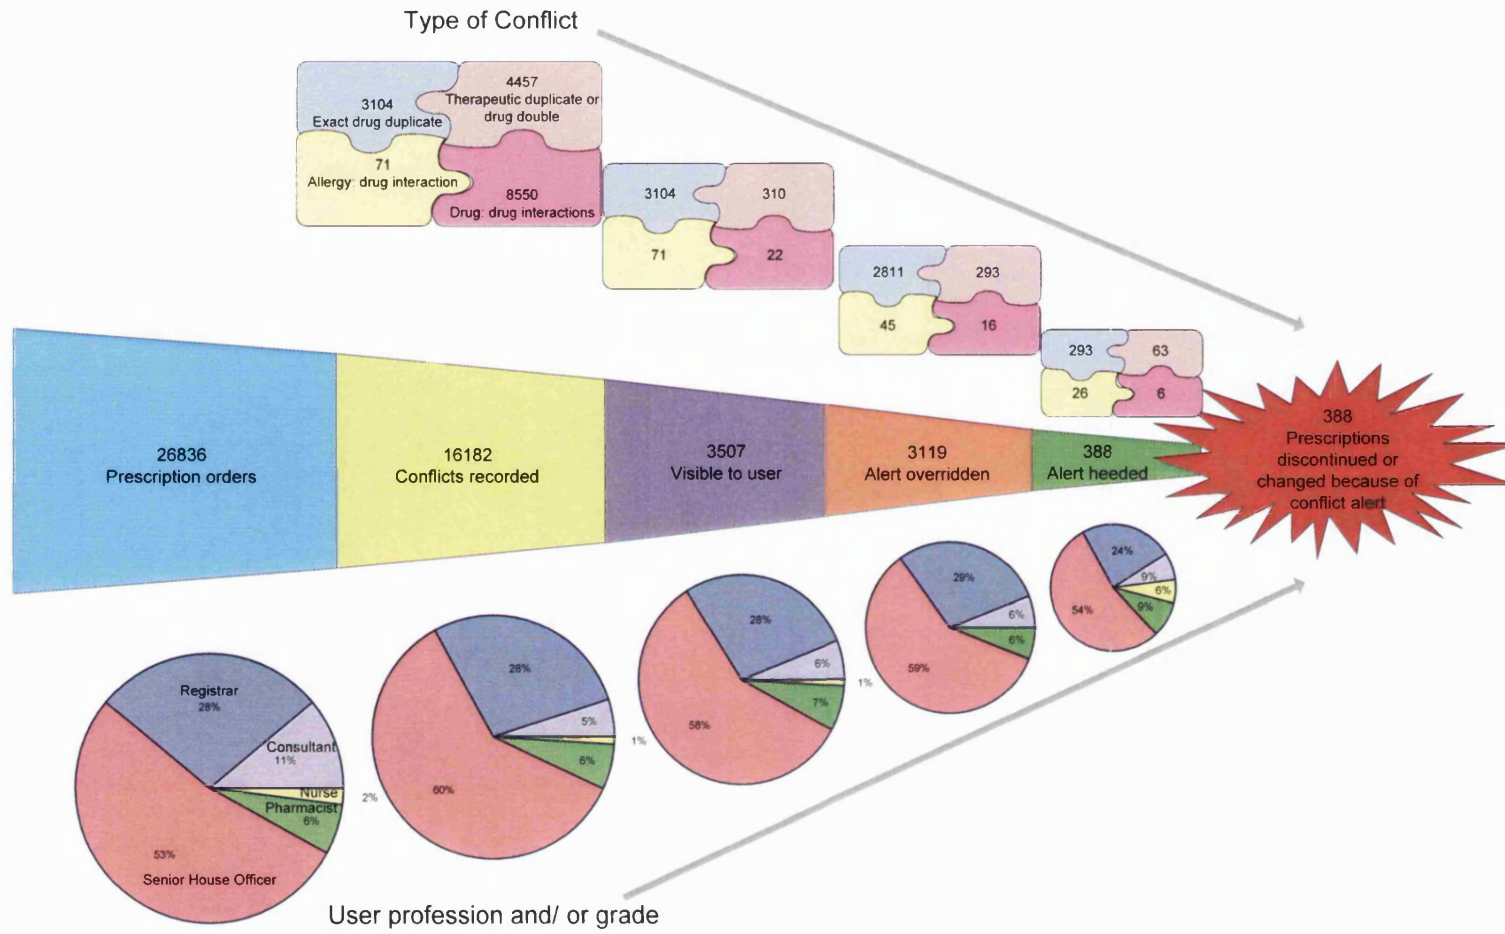 Type of Conflict
3104
Exact drug duplicate
4457
Therapeutic duplicate or
drug double
71
Allergy: drug interaction
8550
Drug: drug interactions
3104
310
71
22
2811
293
45
16
293
63
26
6
26836
Prescription orders
16182
Conflicts recorded
3507
Visible to user
3119
Alert overridden
388
Alert heeded
388
Prescriptions
discontinued or
changed because of
conflict alert
Registrar
28%
Consultant
11%
Nurse
2%
Pharmacist
6%
53%
Senior House Officer
28%
5%
1%
6%
60%
28%
6%
1%
7%
58%
29%
6%
6%
59%
24%
9%
6%
9%
54%
User profession and/ or grade